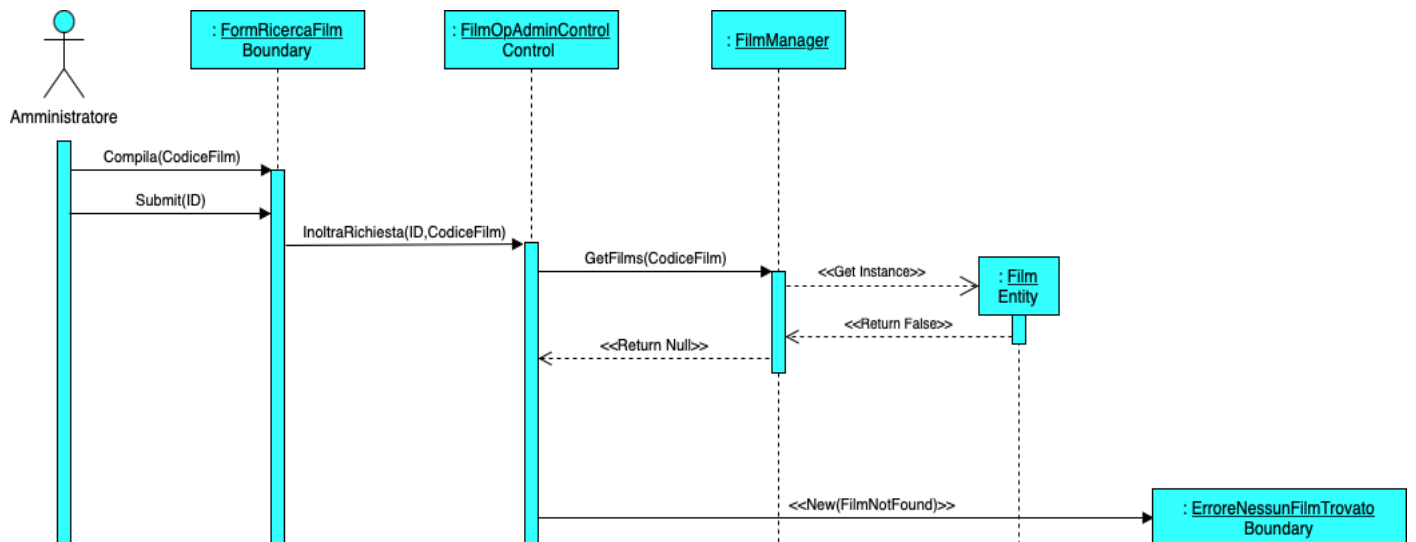 : FormRicercaFilm
Boundary
: FilmOpAdminControl
Control
: FilmManager
Amministratore
Compila(CodiceFilm)
Submit(ID)
InoltraRichiesta(ID,CodiceFilm)
GetFilms(CodiceFilm)
<<Get Instance>>
: Film
Entity
<<Return False>>
<<Return Null>>
<<New(FilmNotFound)>>
: ErroreNessunFilmTrovato
Boundary